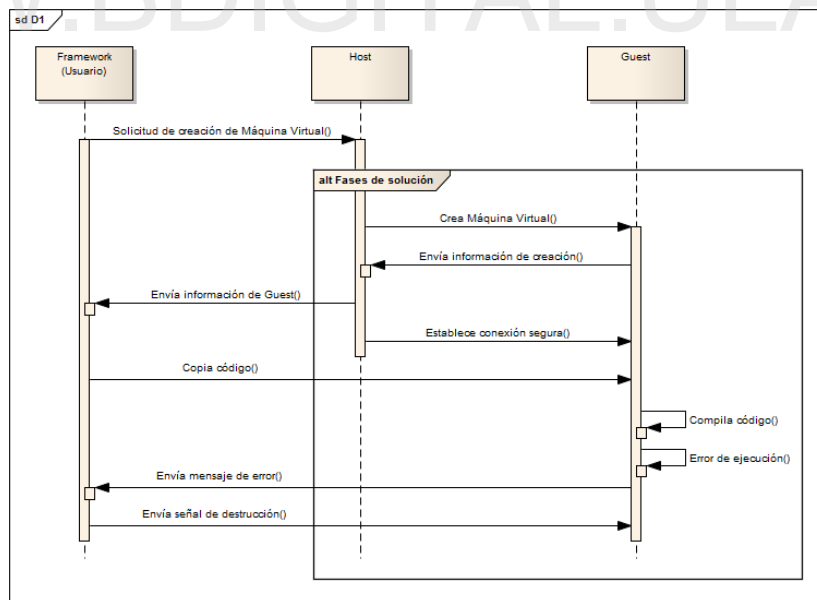 W.BDIGITAL.ULA
sd D1
Framework
(Usuario)
Host
Guest
Solicitud de creación de Máquina Virtual()
alt Fases de solución
Crea Máquina Virtual()
Envía información de creación()
Envía información de Guest()
Establece conexión segura()
Copia código()
Compila código()
Error de ejecución()
Envía mensaje de error()
Envía señal de destrucción()